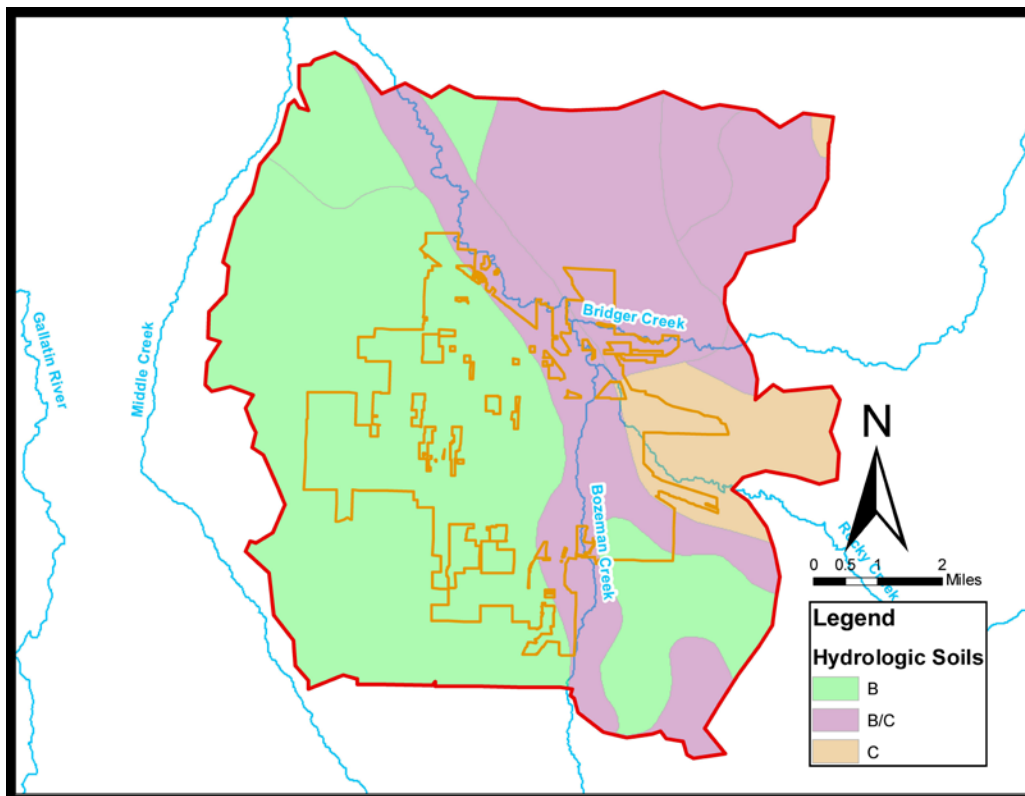 Gallatin River
Middle Creek
Bridger Creek
Bozeman Creek
Rocky Creek
N
0 0.5 1 2
Miles
Legend
Hydrologic Soils
B
B/C
C